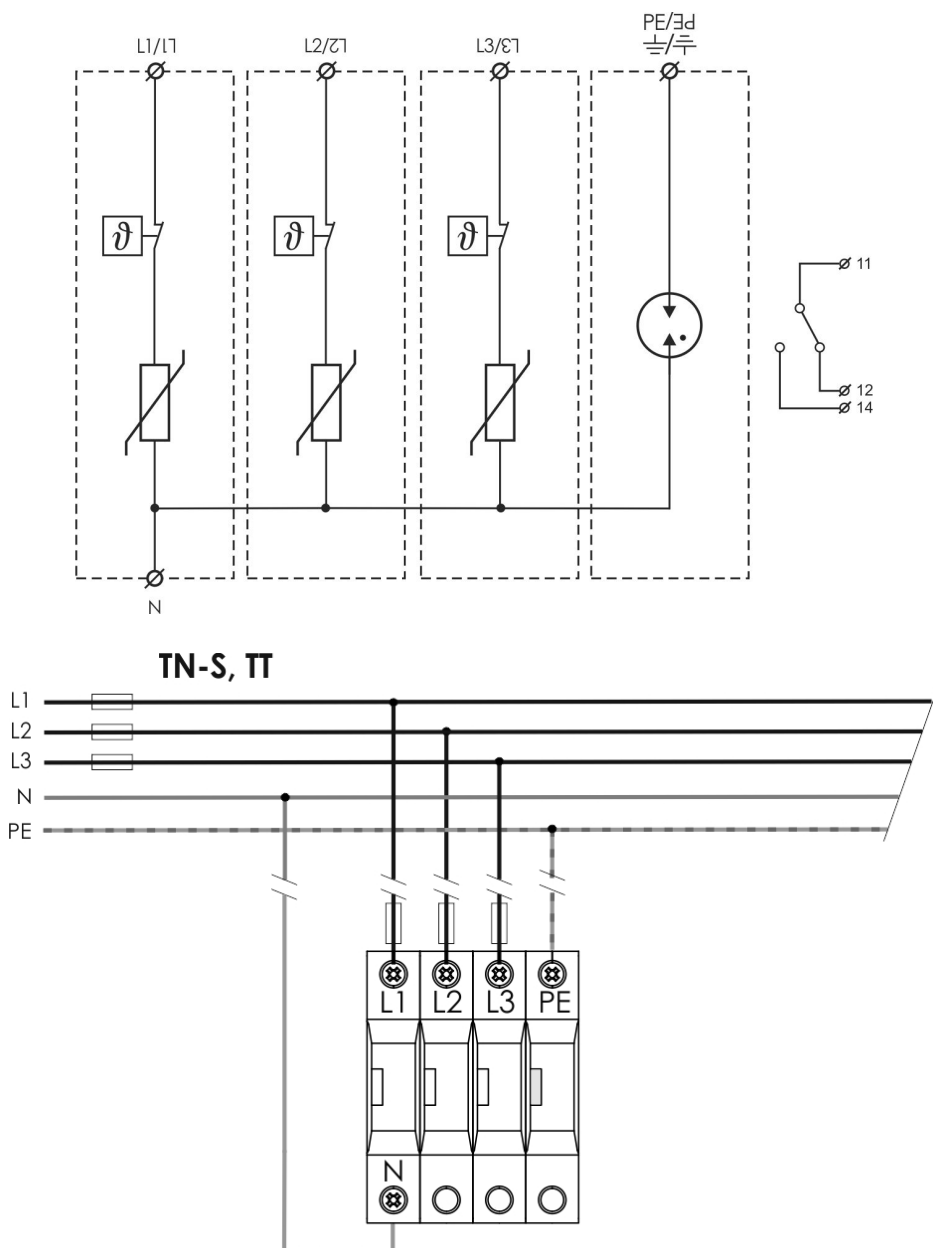 L1/L1
L2/L2
L3/L3
PE/PE
ϑ
ϑ
ϑ
11
12
14
N
TN-S, TT
L1
L2
L3
N
PE
L1 L2 L3 PE
N